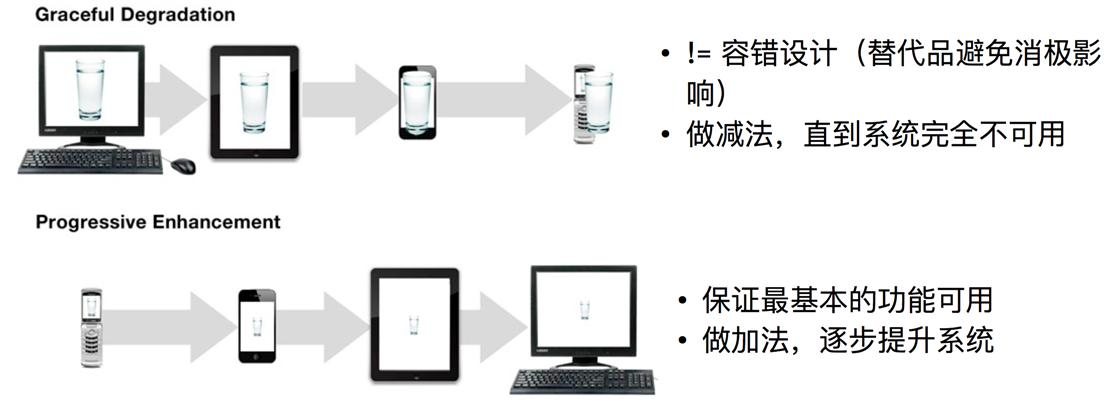 Graceful Degradation
• != 容错设计（替代品避免消极影
响）
• 做减法，直到系统完全不可用
Progressive Enhancement
• 保证最基本的功能可用
• 做加法，逐步提升系统